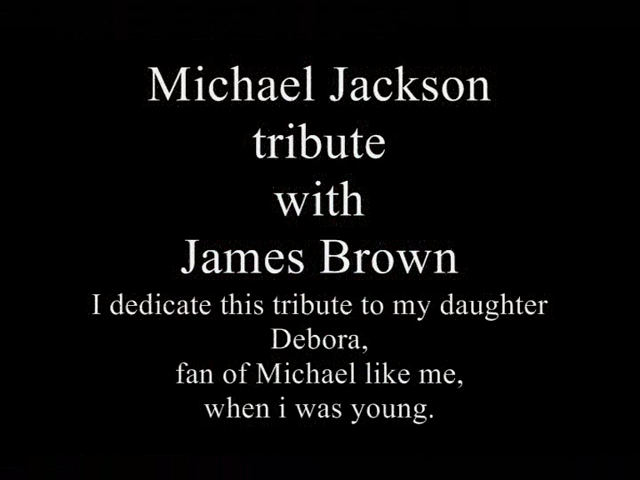 Michael Jackson
tribute
with
James Brown
I dedicate this tribute to my daughter
Debora,
fan of Michael like me,
when i was young.